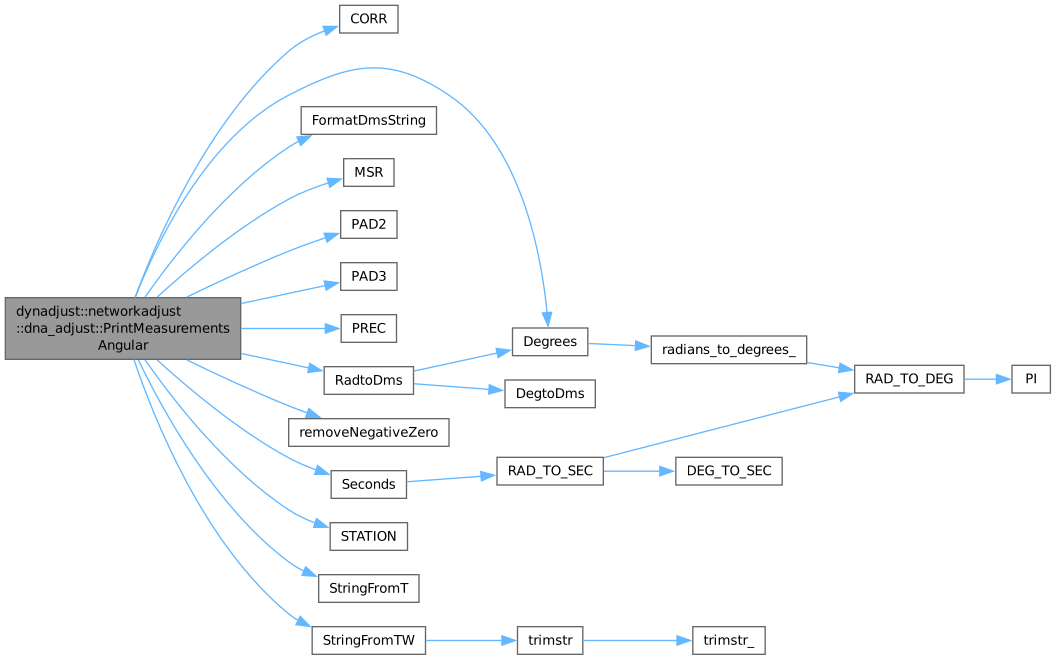 CORR
FormatDmsString
MSR
PAD2
PAD3
dynadjust::networkadjust
::dna_adjust::PrintMeasurements
Angular
PREC
Degrees
radians_to_degrees_
RAD_TO_DEG
PI
RadtoDms
DegtoDms
removeNegativeZero
Seconds
RAD_TO_SEC
DEG_TO_SEC
STATION
StringFromT
StringFromTW
trimstr
trimstr_